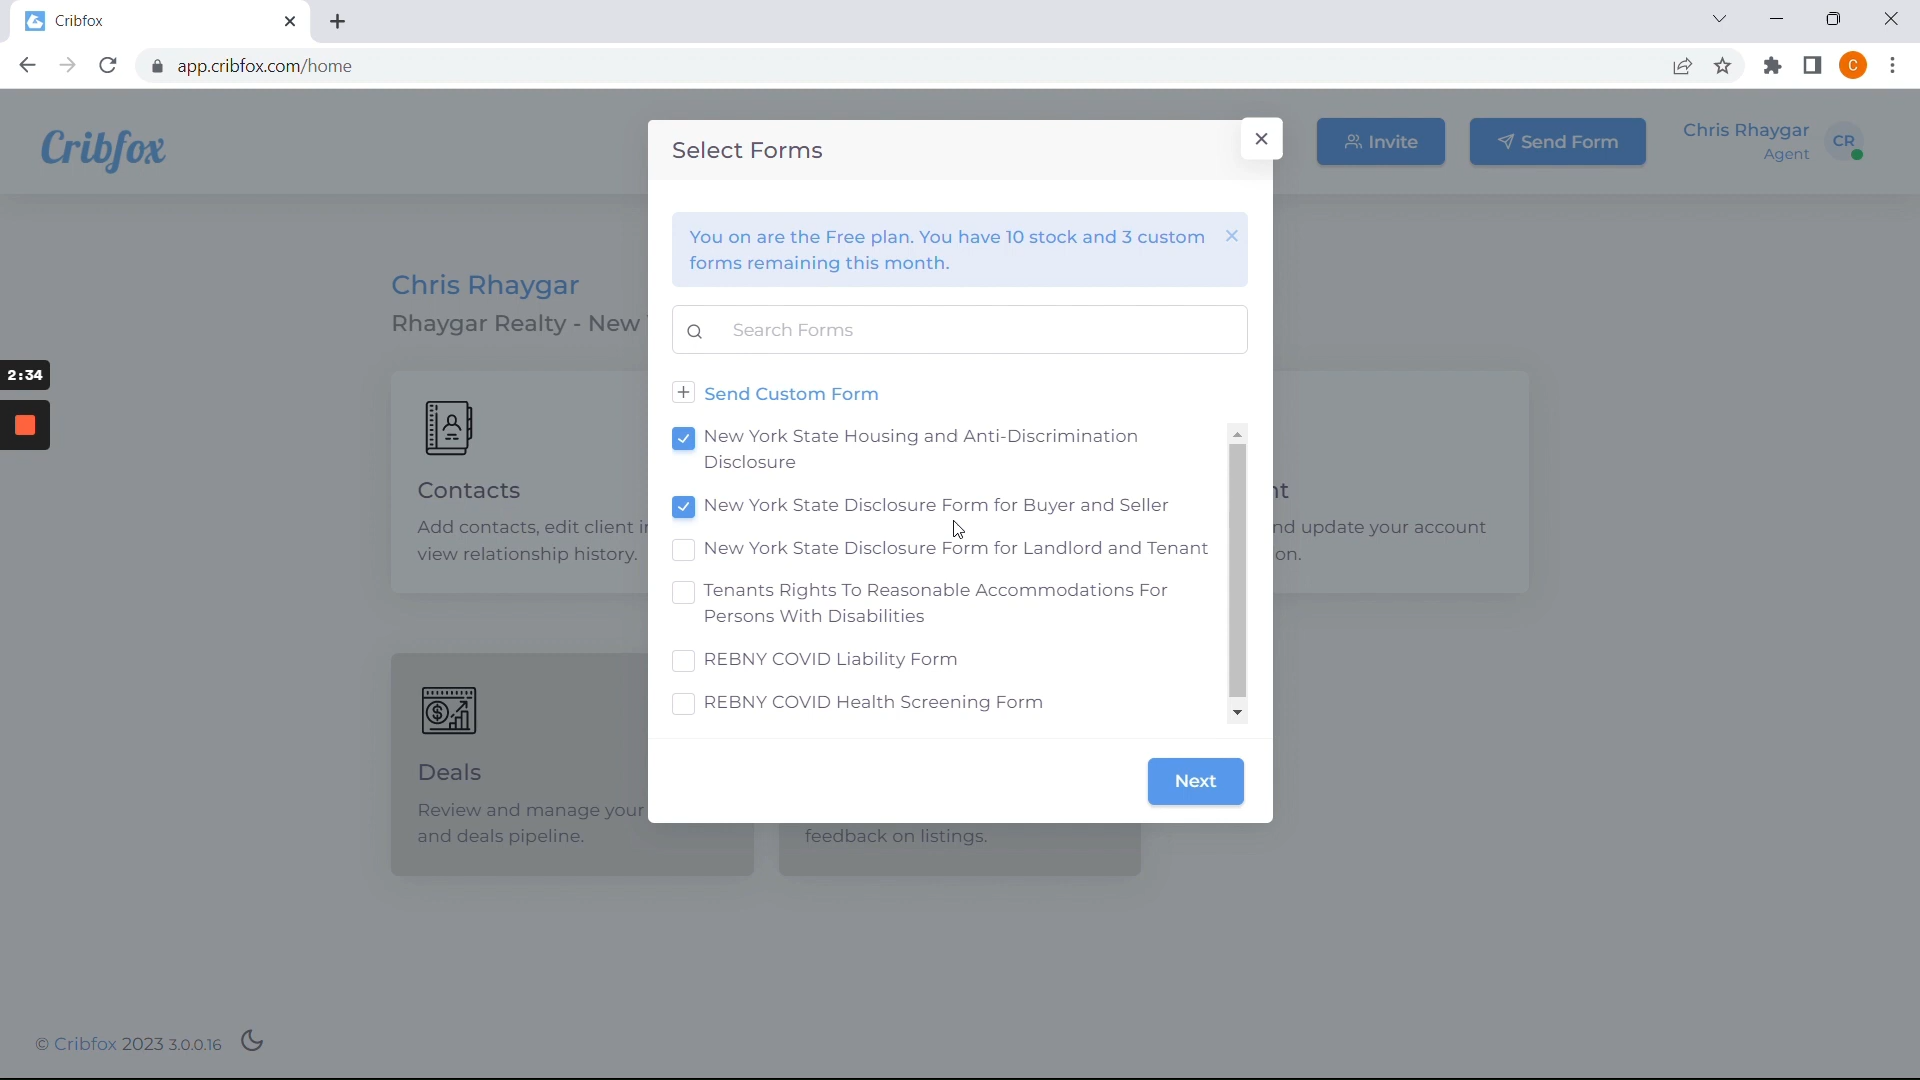 Cribfox
app.cribfox.com/home
Cribfox
Invite
Send Form
Chris Rhaygar
Agent
CR
C
Chris Rhaygar
Rhaygar Realty - New
2:34
Contacts
Add contacts, edit client
view relationship history.
nt
nd update your account
on.
Deals
Review and manage your
and deals pipeline.
feedback on listings.
Select Forms
You on are the Free plan. You have 10 stock and 3 custom
forms remaining this month.
Search Forms
Send Custom Form
New York State Housing and Anti-Discrimination
Disclosure
New York State Disclosure Form for Buyer and Seller
New York State Disclosure Form for Landlord and Tenant
Tenants Rights To Reasonable Accommodations For
Persons With Disabilities
REBNY COVID Liability Form
REBNY COVID Health Screening Form
Next
© Cribfox 2023 3.0.0.16